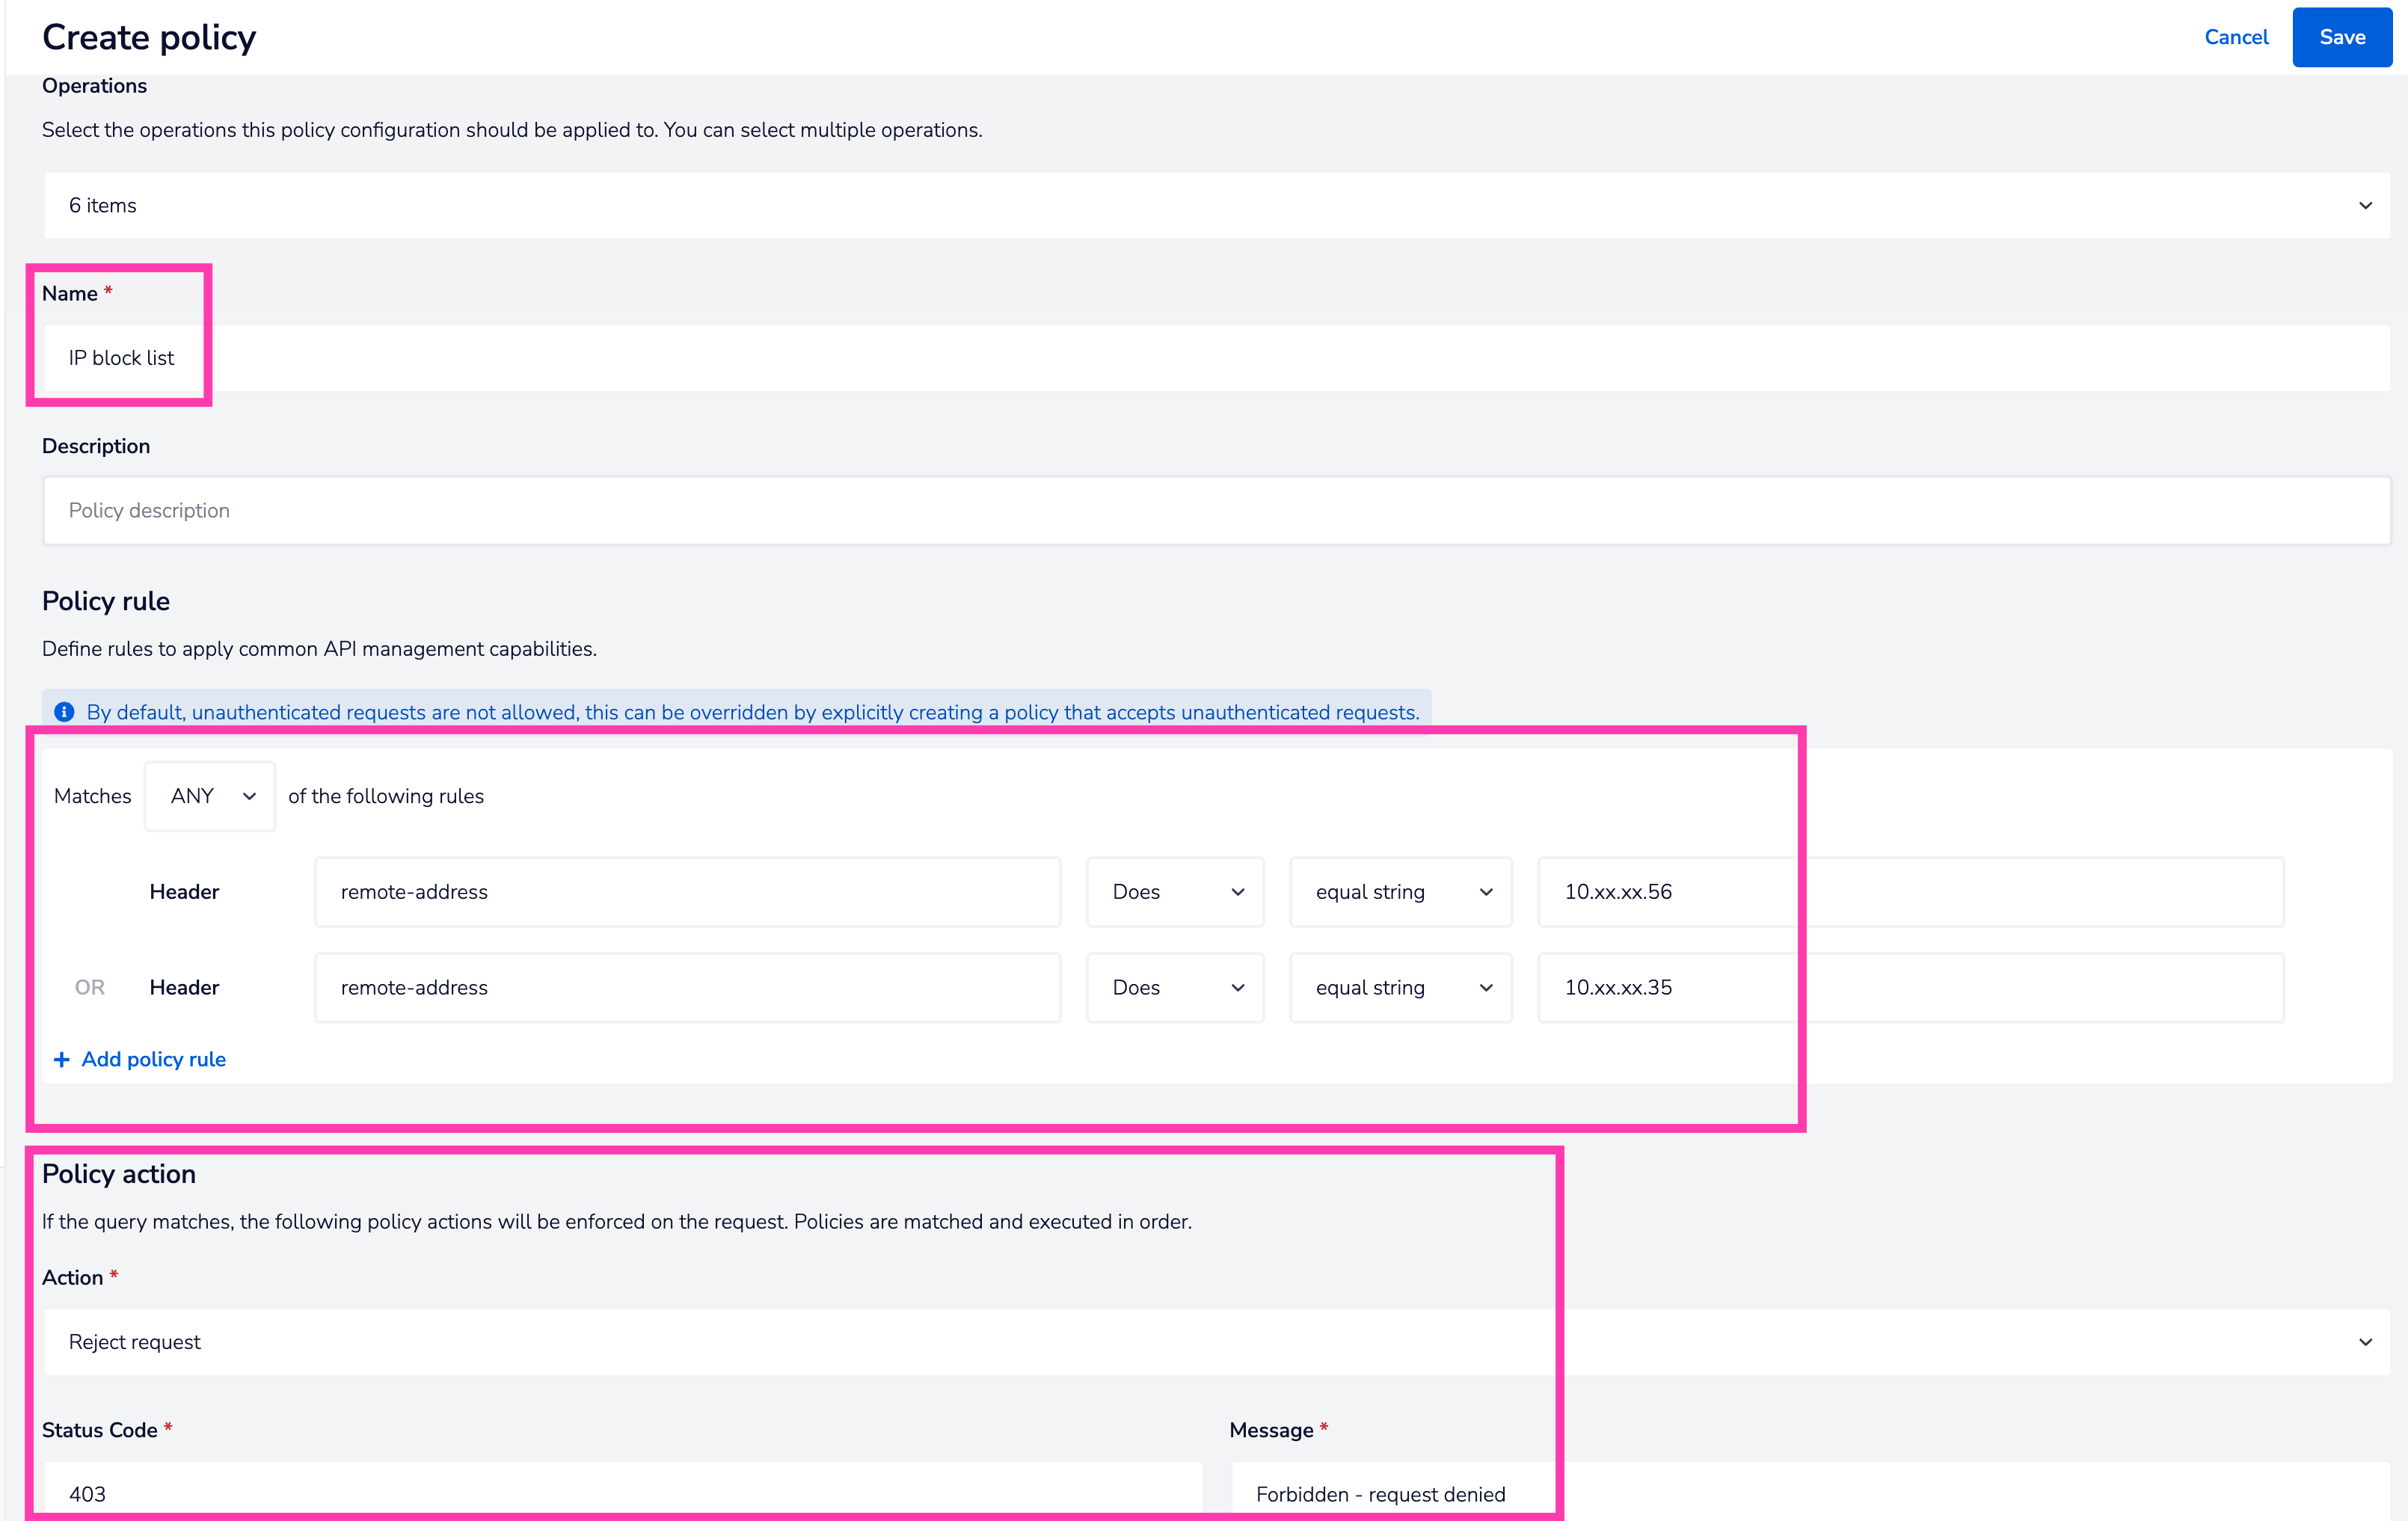 Create policy
Cancel
Save
Operations
Select the operations this policy configuration should be applied to. You can select multiple operations.
6 items
Name *
IP block list
Description
Policy description
Policy rule
Define rules to apply common API management capabilities.
By default, unauthenticated requests are not allowed, this can be overridden by explicitly creating a policy that accepts unauthenticated requests.
Matches ANY of the following rules
Header remote-address Does equal string 10.xx.xx.56
OR Header remote-address Does equal string 10.xx.xx.35
+ Add policy rule
Policy action
If the query matches, the following policy actions will be enforced on the request. Policies are matched and executed in order.
Action *
Reject request
Status Code * Message *
403 Forbidden - request denied